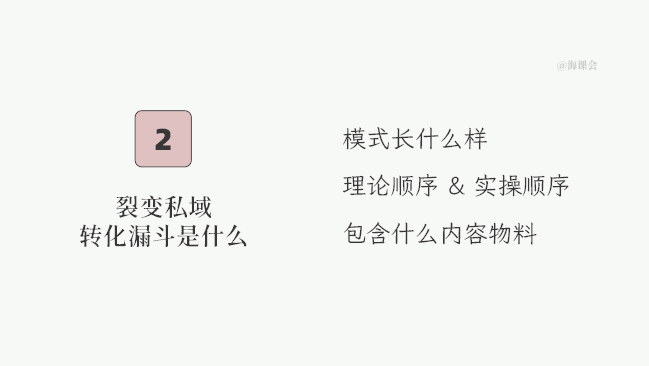 @海课会
2
裂变私域
转化漏斗是什么
模式长什么样
理论顺序 & 实操顺序
包含什么内容物料